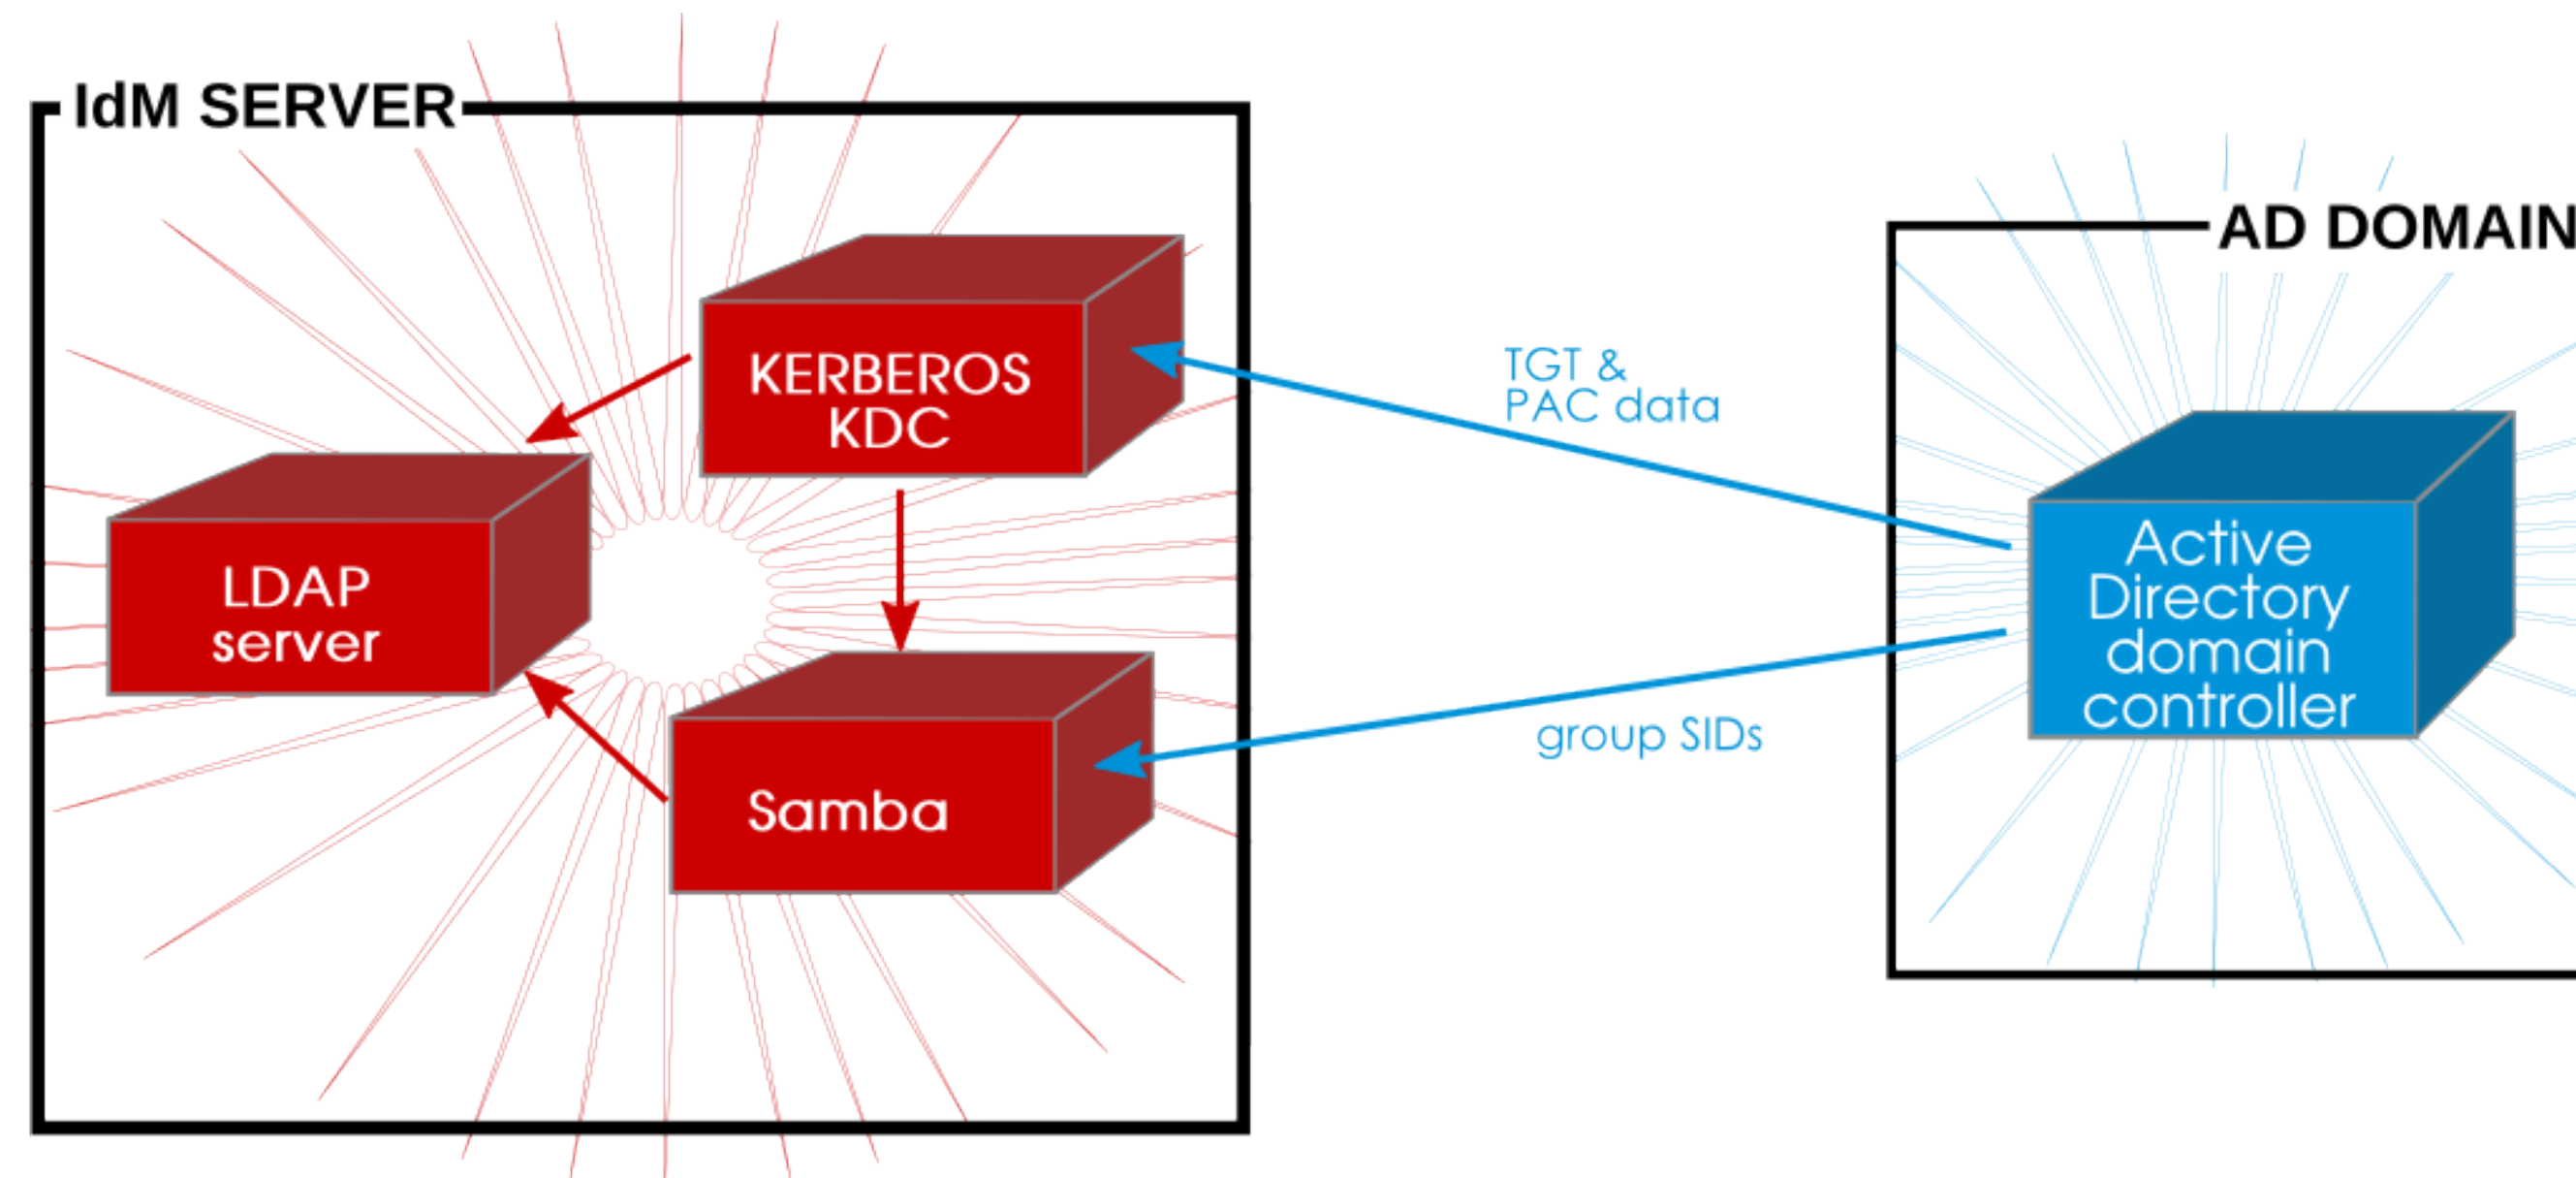 IdM SERVER
AD DOMAIN
KERBEROS
KDC
TGT &
PAC data
LDAP
server
Active
Directory
domain
controller
group SIDs
Samba